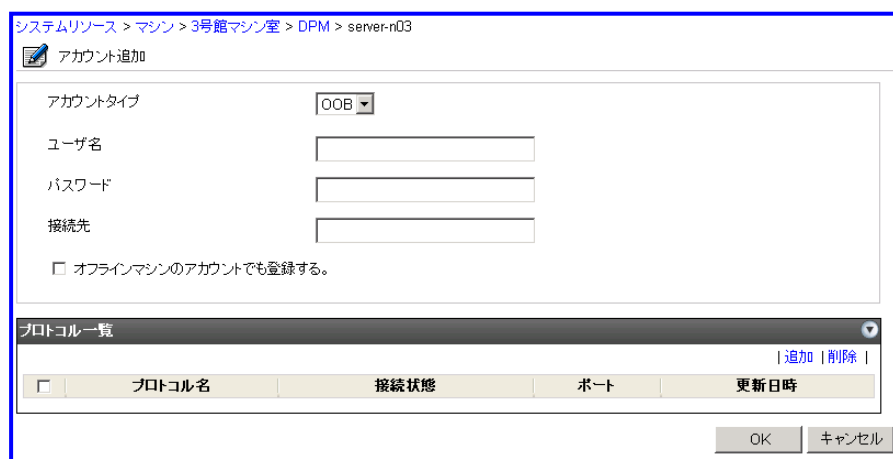 システムリソース > マシン > 3号館マシン室 > DPM > server-n03
アカウント追加
アカウントタイプ OOB
ユーザ名
パスワード
接続先
オフラインマシンのアカウントでも登録する。
プロトコル一覧
| 追加 | 削除 |
プロトコル名 接続状態 ポート 更新日時
OK キャンセル